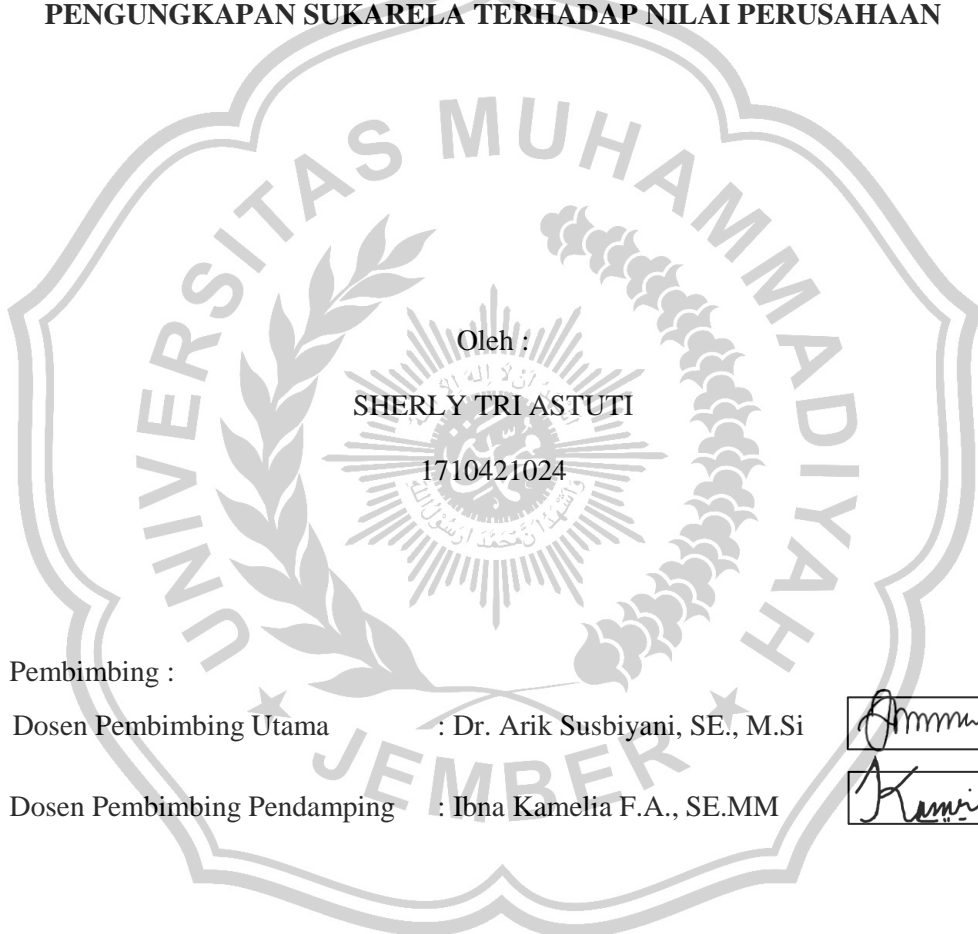 PENGUNGKAPAN SUKARELA TERHADAP NILAI PERUSAHAAN
UNIVERSITAS MUHAMMADIYAH
JEMBER
Oleh :
SHERLY TRI ASTUTI
1710421024
Pembimbing :
Dosen Pembimbing Utama : Dr. Arik Susbiyani, SE., M.Si
Dosen Pembimbing Pendamping : Ibna Kamelia F.A., SE.MM